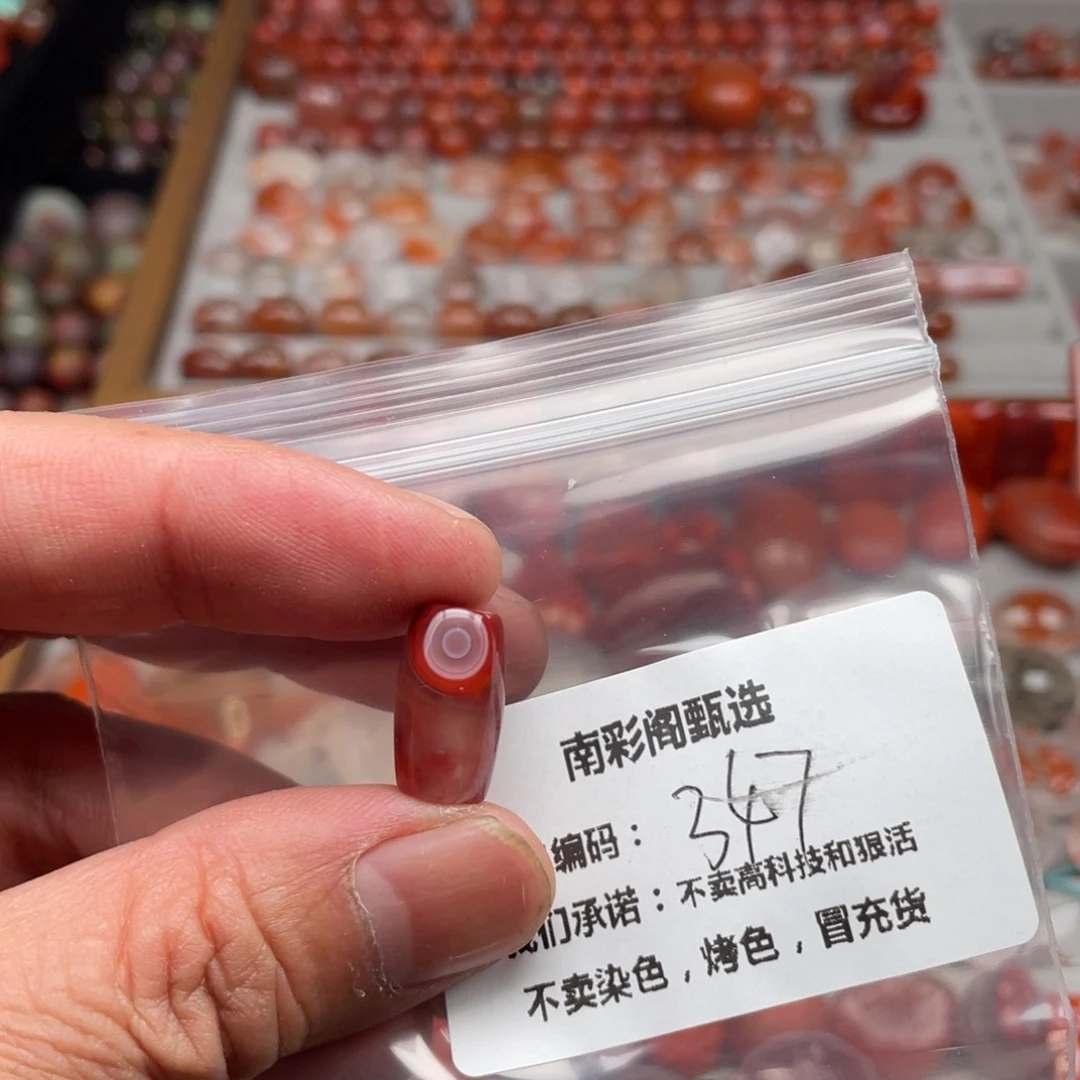 南彩阁甄选
编码：347
我们承诺：不卖高科技和狠活
不卖染色，烤色，冒充货